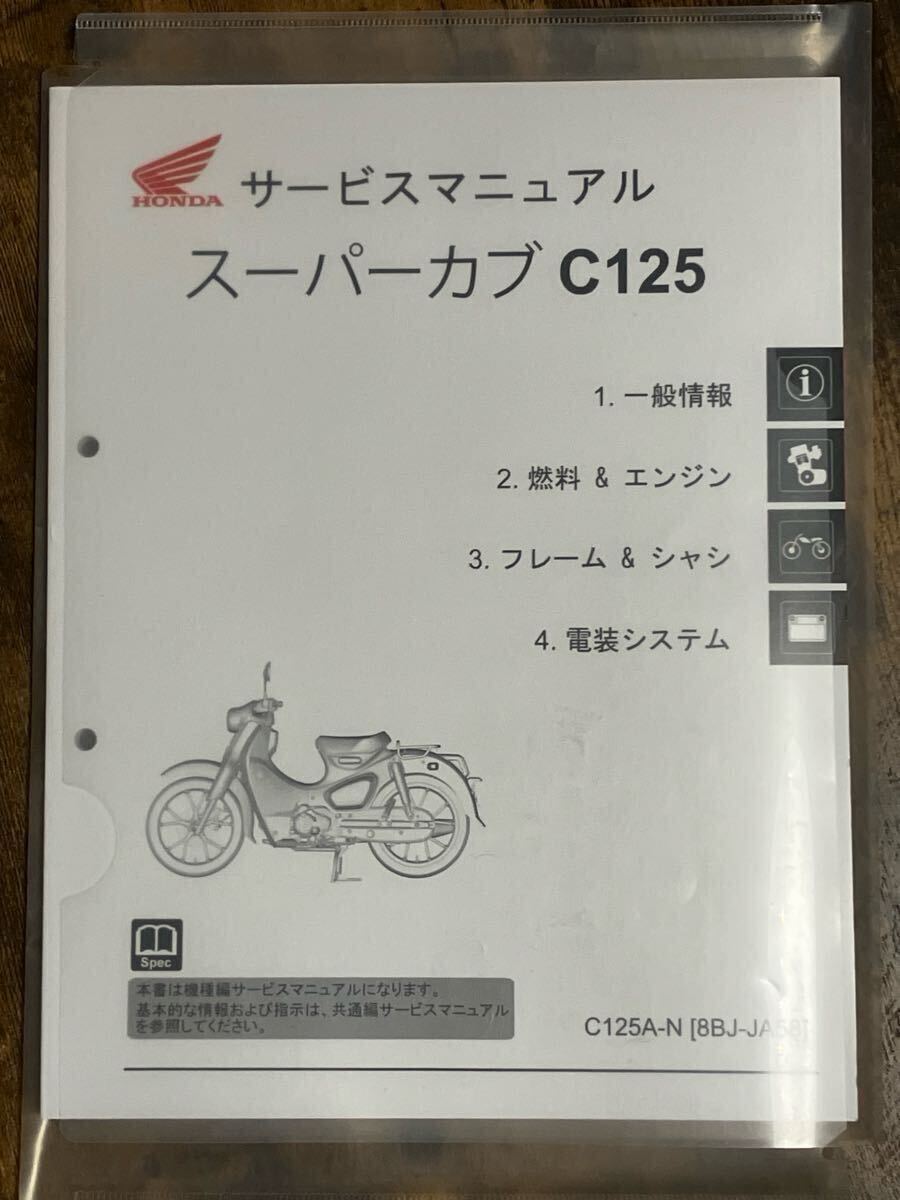 HONDA サービスマニュアル
スーパーカブ C125
1. 一般情報
2. 燃料 & エンジン
3. フレーム & シャシ
4. 電装システム
Spec
本書は機種編サービスマニュアルになります。
基本的な情報および指示は、共通編サービスマニュアル
を参照してください。
C125A-N [8BJ-JA58]